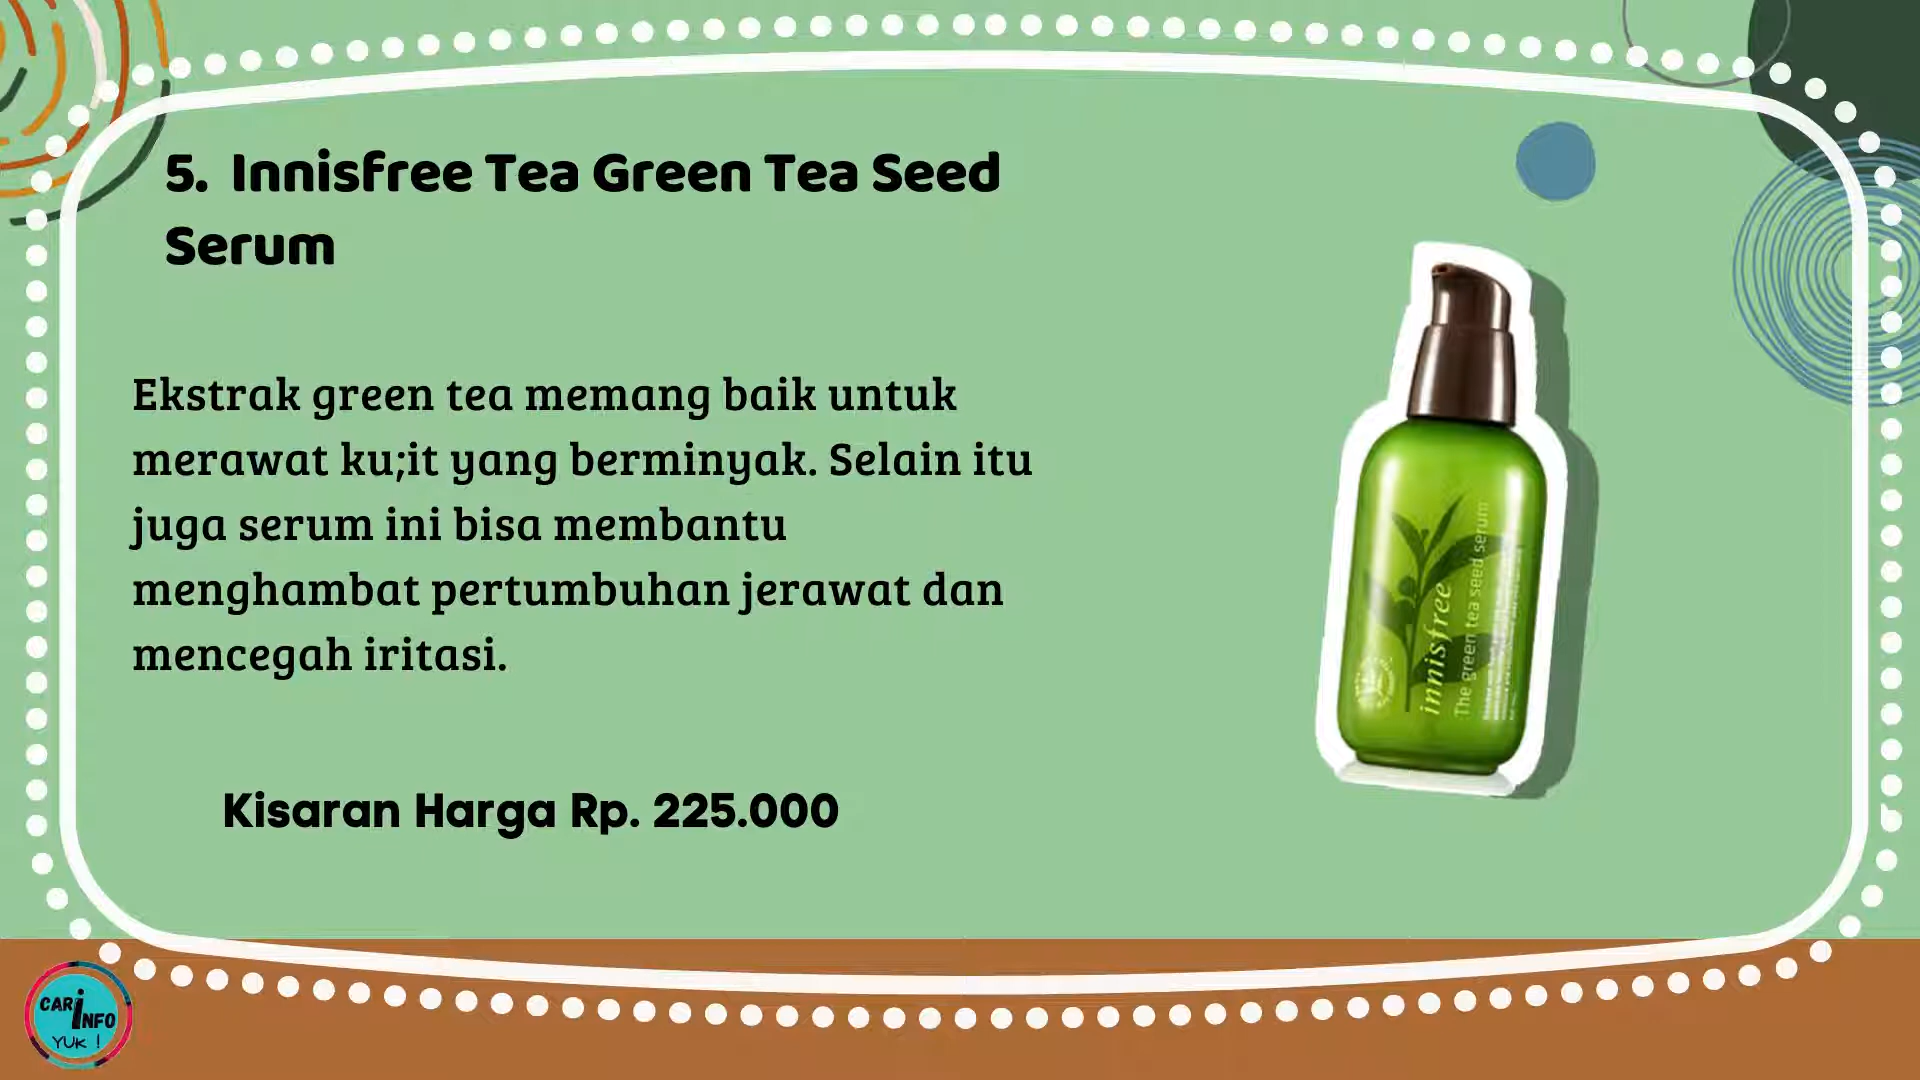 5. Innisfree Tea Green Tea Seed
Serum
Ekstrak green tea memang baik untuk
merawat ku;it yang berminyak. Selain itu
juga serum ini bisa membantu
menghambat pertumbuhan jerawat dan
mencegah iritasi.
Kisaran Harga Rp. 225.000
innisfree
The green tea seed serum
CARi
INFO
YUK !